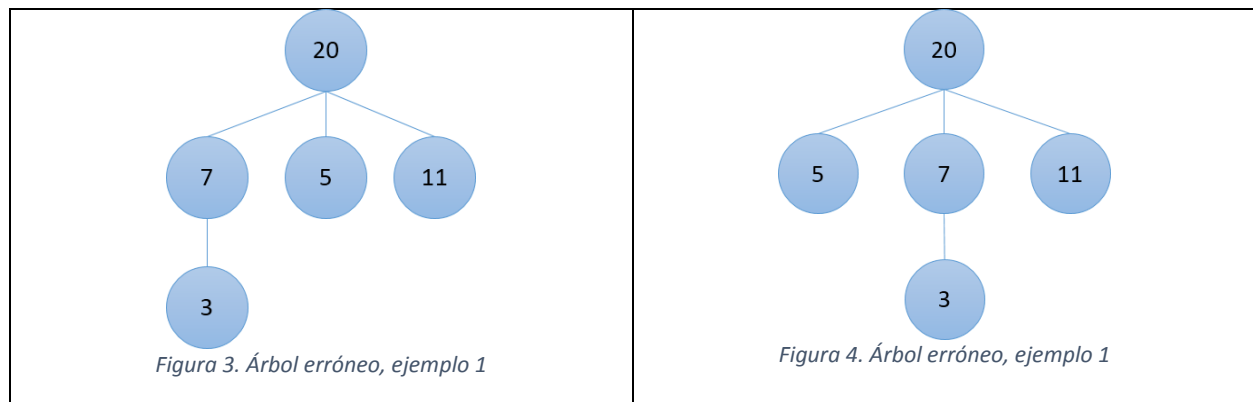 20
7 5 11
3
Figura 3. Árbol erróneo, ejemplo 1
20
5 7 11
3
Figura 4. Árbol erróneo, ejemplo 1